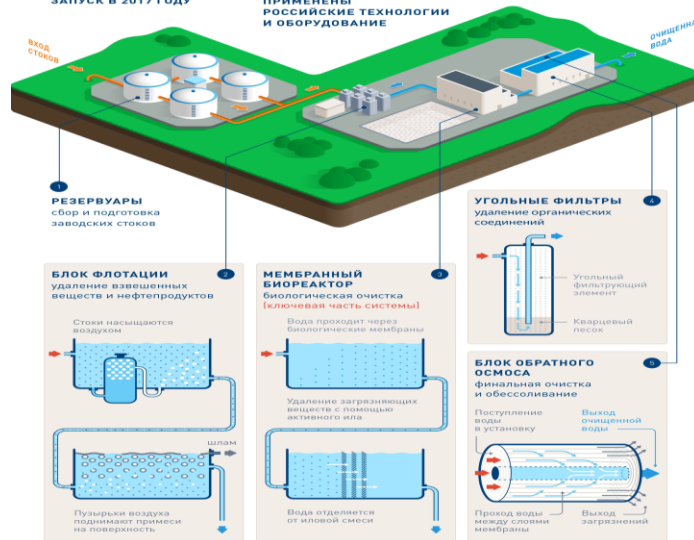 ЗАПУСК В 2017 ГОДУ
ПРИМЕНЕНЫ
РОССИЙСКИЕ ТЕХНОЛОГИИ
И ОБОРУДОВАНИЕ
ВХОД
СТОКОВ
ОЧИЩЕННА
ВОДА
1
РЕЗЕРВУАРЫ
сбор и подготовка
заводских стоков
БЛОК ФЛОТАЦИИ
2
удаление взвешенных
веществ и нефтепродуктов
Стоки насыщаются
воздухом
шлам
Пузырьки воздуха
поднимают примеси
на поверхность
МЕМБРАННЫЙ
БИОРЕАКТОР
3
биологическая очистка
(ключевая часть системы)
Вода проходит через
биологические мембраны
Удаление загрязняющих
веществ с помощью
активного ила
Вода отделяется
от иловой смеси
УГОЛЬНЫЕ ФИЛЬТРЫ
4
удаление органических
соединений
Угольный
фильтрующий
элемент
Кварцевый
песок
БЛОК ОБРАТНОГО
ОСМОСА
5
финальная очистка
и обессоливание
Поступление
воды
в установку
Выход
очищенной
воды
Проход воды
между слоями
мембраны
Выход
загрязнений